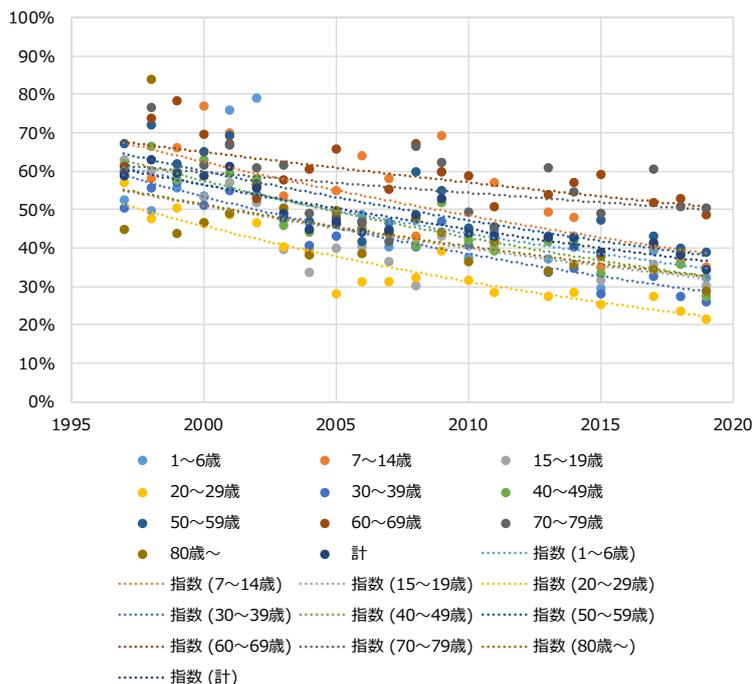 100%
90%
80%
70%
60%
50%
40%
30%
20%
10%
0%
1995 2000 2005 2010 2015 2020
1～6歳 7～14歳 15～19歳
20～29歳 30～39歳 40～49歳
50～59歳 60～69歳 70～79歳
80歳～ 計 指数 (1～6歳)
指数 (7～14歳) 指数 (15～19歳) 指数 (20～29歳)
指数 (30～39歳) 指数 (40～49歳) 指数 (50～59歳)
指数 (60～69歳) 指数 (70～79歳) 指数 (80歳～)
指数 (計)